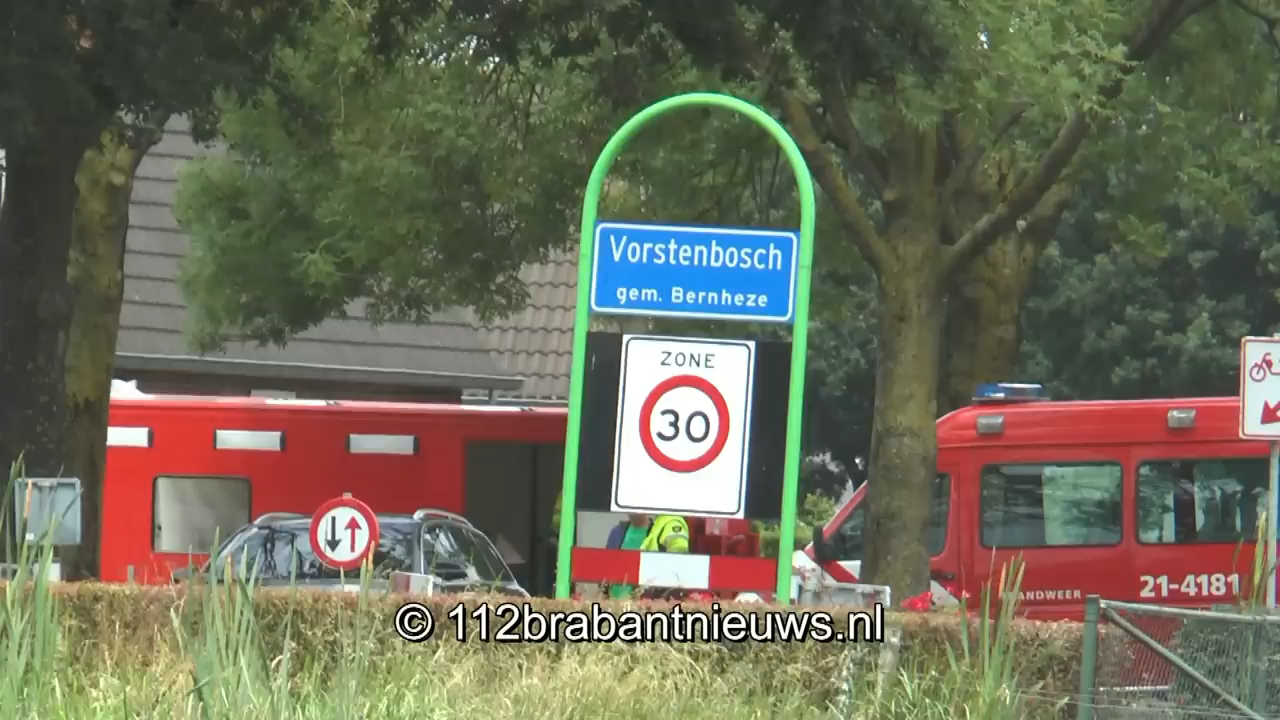 Vorstenbosch
gem. Bernheze
ZONE
30
ANDWEER
21-4181
© 112brabantnieuws.nl